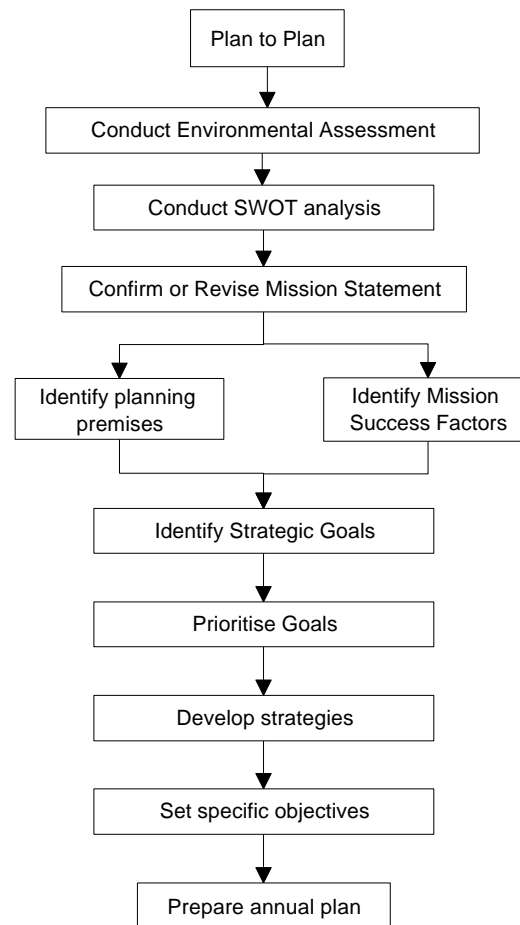 Plan to Plan
Conduct Environmental Assessment
Conduct SWOT analysis
Confirm or Revise Mission Statement
Identify planning
premises
Identify Mission
Success Factors
Identify Strategic Goals
Prioritise Goals
Develop strategies
Set specific objectives
Prepare annual plan